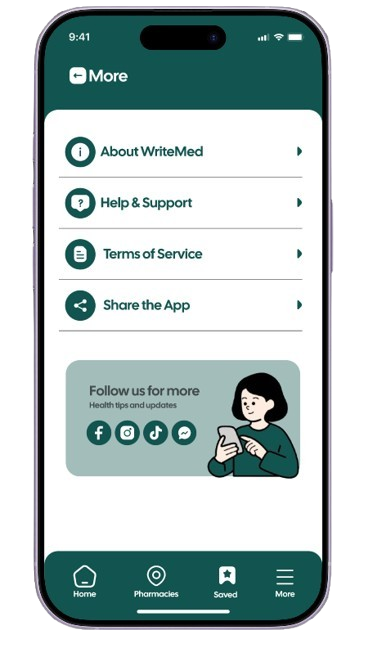 9:41
More
About WriteMed
Help & Support
Terms of Service
Share the App
Follow us for more
Health tips and updates
Home
Pharmacies
Saved
More